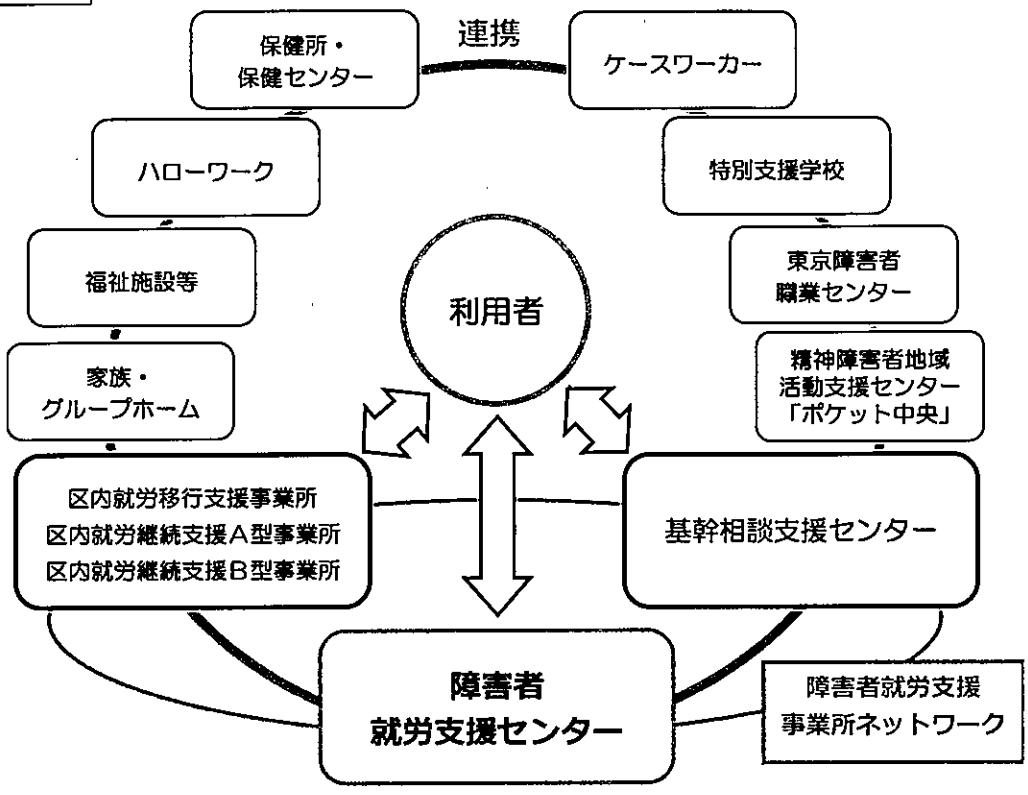 連携
保健所・
保健センター
ケースワーカー
ハローワーク
特別支援学校
福祉施設等
利用者
東京障害者
職業センター
家族・
グループホーム
精神障害者地域
活動支援センター
「ポケット中央」
区内就労移行支援事業所
区内就労継続支援A型事業所
区内就労継続支援B型事業所
基幹相談支援センター
障害者
就労支援センター
障害者就労支援
事業所ネットワーク